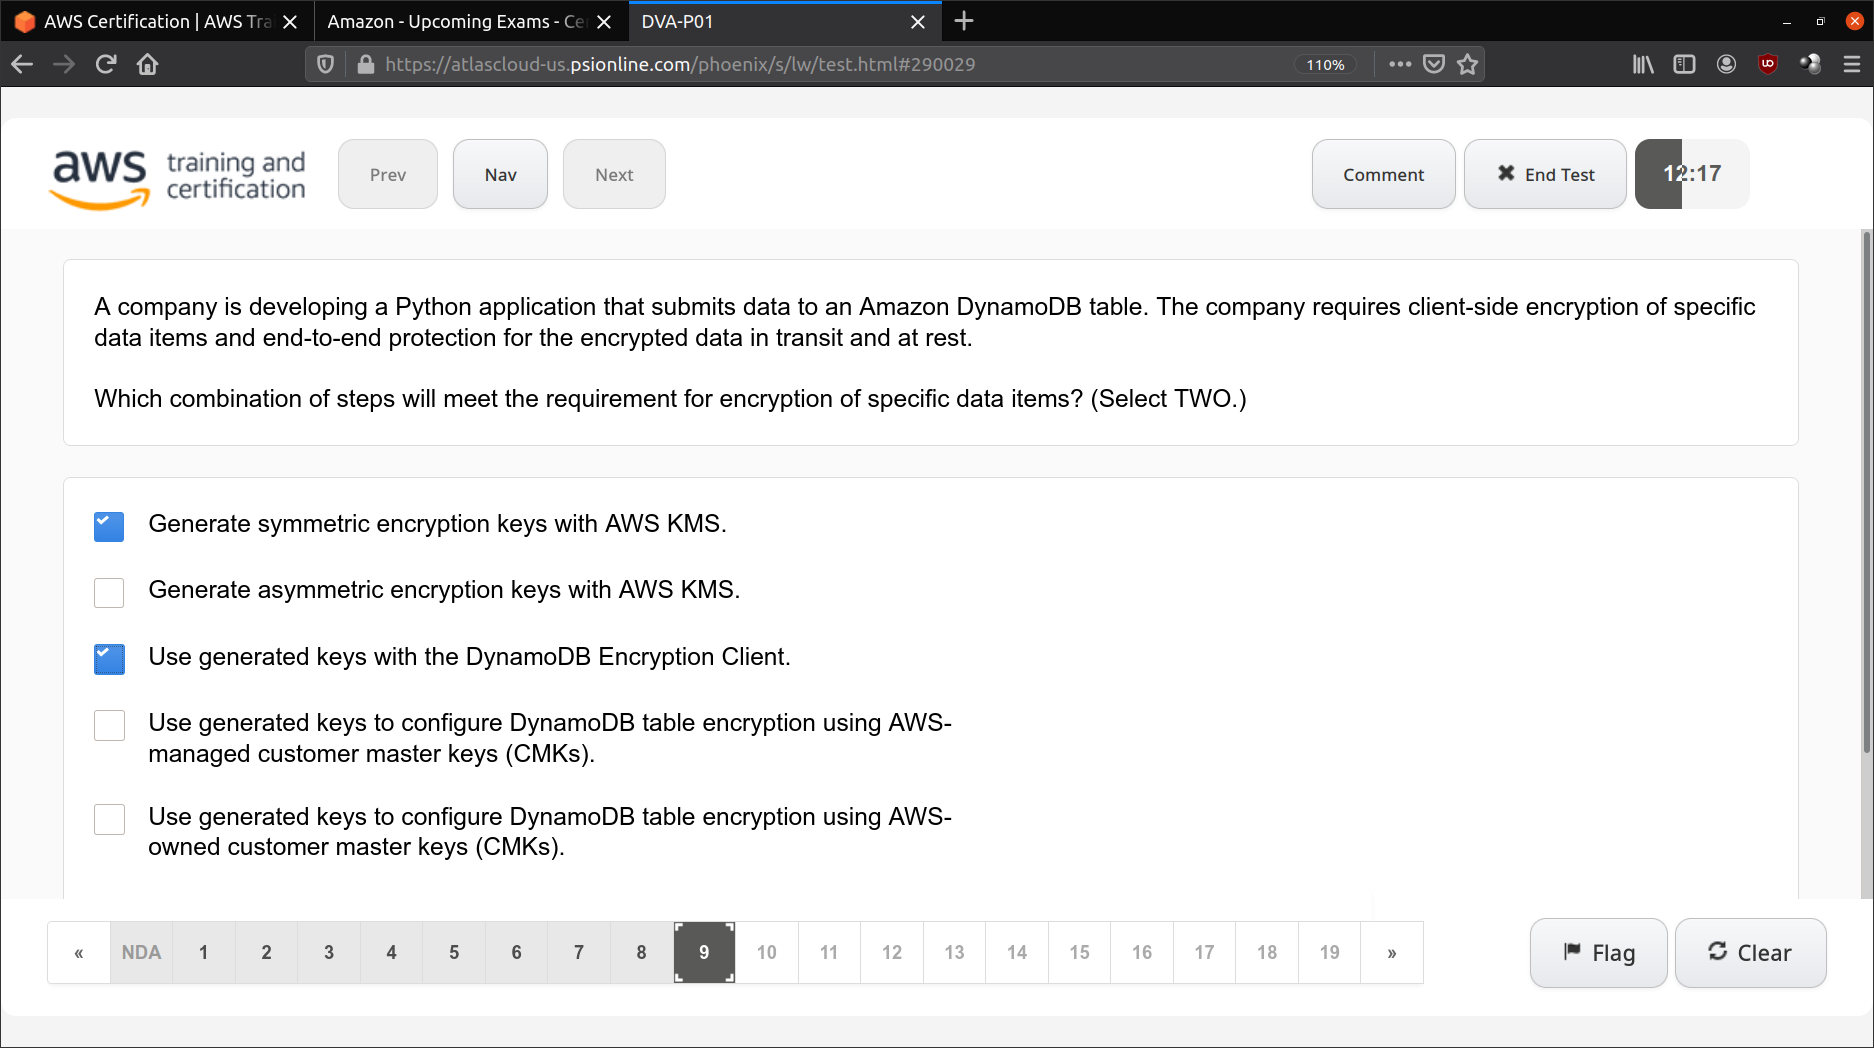 AWS Certification | AWS Tra
Amazon - Upcoming Exams - Ce
DVA-P01
https://atlascloud-us.psionline.com/phoenix/s/lw/test.html#290029
110%
aws training and certification
Prev
Nav
Next
Comment
End Test
12:17
A company is developing a Python application that submits data to an Amazon DynamoDB table. The company requires client-side encryption of specific
data items and end-to-end protection for the encrypted data in transit and at rest.
Which combination of steps will meet the requirement for encryption of specific data items? (Select TWO.)
Generate symmetric encryption keys with AWS KMS.
Generate asymmetric encryption keys with AWS KMS.
Use generated keys with the DynamoDB Encryption Client.
Use generated keys to configure DynamoDB table encryption using AWS-
managed customer master keys (CMKs).
Use generated keys to configure DynamoDB table encryption using AWS-
owned customer master keys (CMKs).
« NDA 1 2 3 4 5 6 7 8 9 10 11 12 13 14 15 16 17 18 19 »
Flag
Clear